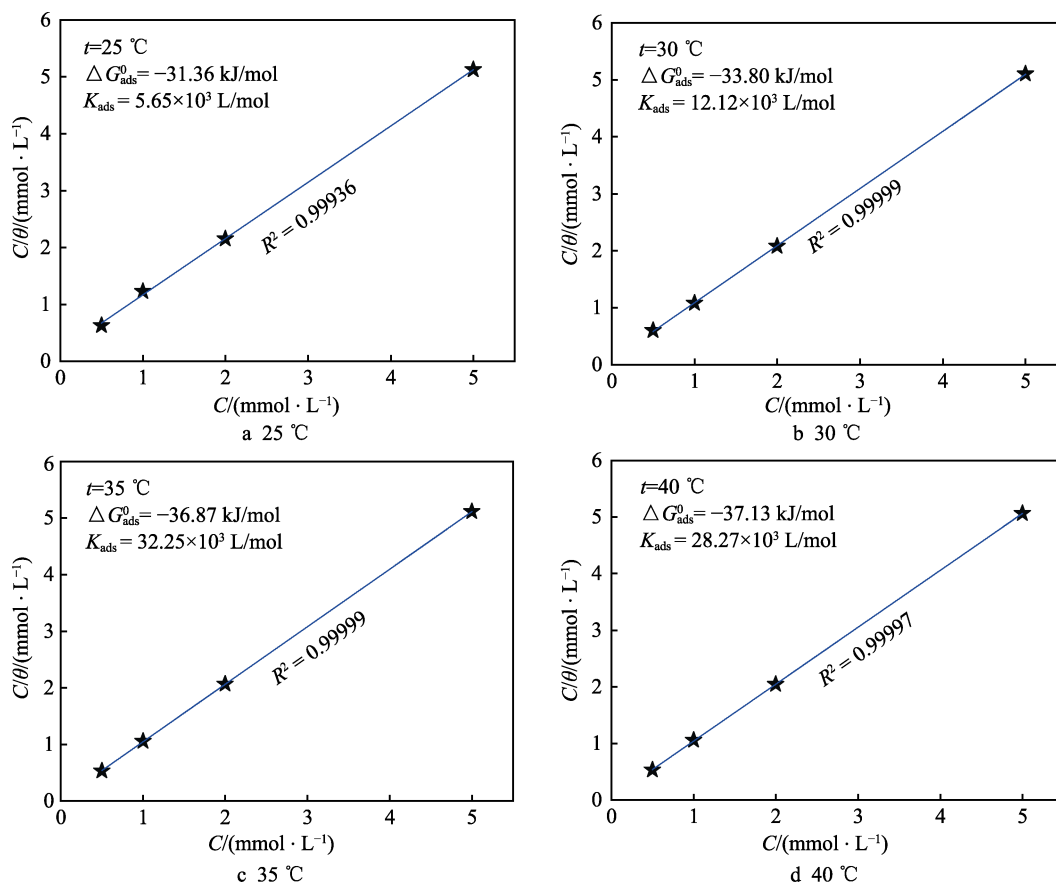 6
5
4
3
2
1
0
C/θ/(mmol · L⁻¹)
t=25 ℃
△G⁰ads= −31.36 kJ/mol
Kads = 5.65×10³ L/mol
R² = 0.99936
0 1 2 3 4 5
C/(mmol · L⁻¹)
a 25 ℃
6
5
4
3
2
1
0
C/θ/(mmol · L⁻¹)
t=30 ℃
△G⁰ads= −33.80 kJ/mol
Kads = 12.12×10³ L/mol
R² = 0.99999
0 1 2 3 4 5
C/(mmol · L⁻¹)
b 30 ℃
6
5
4
3
2
1
0
C/θ/(mmol · L⁻¹)
t=35 ℃
△G⁰ads= −36.87 kJ/mol
Kads = 32.25×10³ L/mol
R² = 0.99999
0 1 2 3 4 5
C/(mmol · L⁻¹)
c 35 ℃
6
5
4
3
2
1
0
C/θ/(mmol · L⁻¹)
t=40 ℃
△G⁰ads= −37.13 kJ/mol
Kads = 28.27×10³ L/mol
R² = 0.99997
0 1 2 3 4 5
C/(mmol · L⁻¹)
d 40 ℃